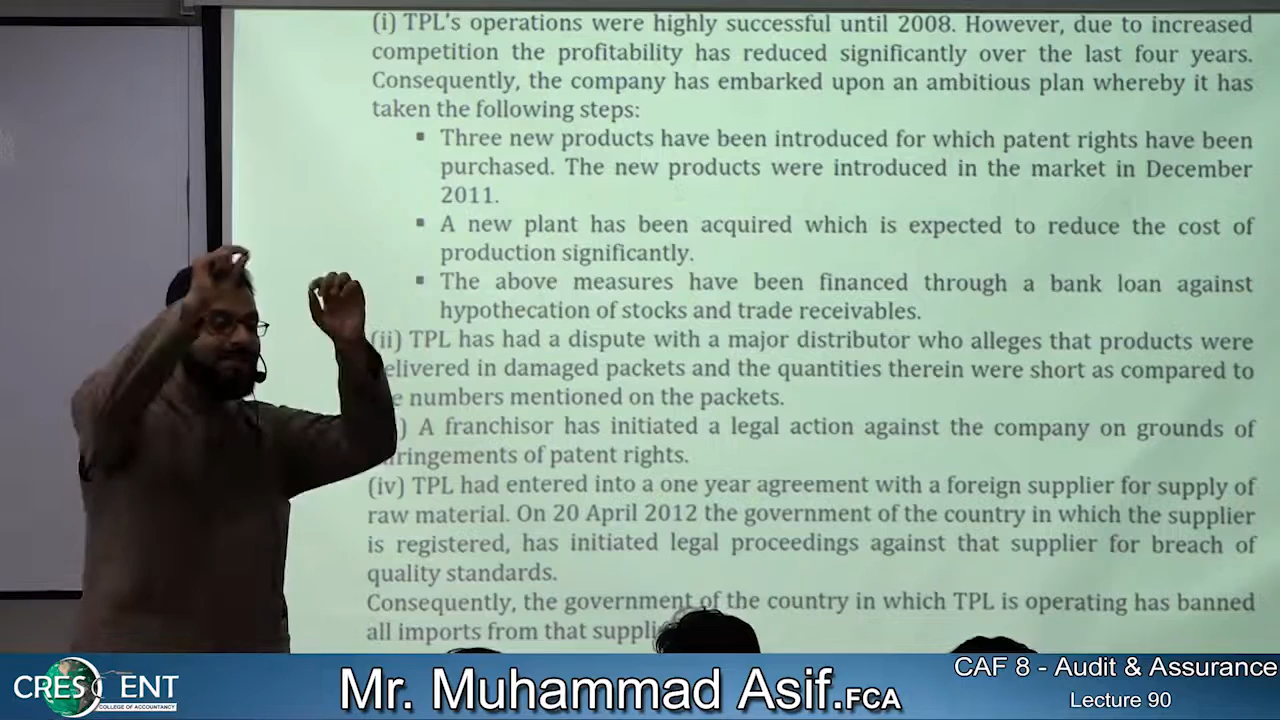 (i) TPL's operations were highly successful until 2008. However, due to increased
competition the profitability has reduced significantly over the last four years.
Consequently, the company has embarked upon an ambitious plan whereby it has
taken the following steps:
▪ Three new products have been introduced for which patent rights have been
purchased. The new products were introduced in the market in December
2011.
▪ A new plant has been acquired which is expected to reduce the cost of
production significantly.
▪ The above measures have been financed through a bank loan against
hypothecation of stocks and trade receivables.
(ii) TPL has had a dispute with a major distributor who alleges that products were
elivered in damaged packets and the quantities therein were short as compared to
e numbers mentioned on the packets.
) A franchisor has initiated a legal action against the company on grounds of
ringements of patent rights.
(iv) TPL had entered into a one year agreement with a foreign supplier for supply of
raw material. On 20 April 2012 the government of the country in which the supplier
is registered, has initiated legal proceedings against that supplier for breach of
quality standards.
Consequently, the government of the country in which TPL is operating has banned
all imports from that suppli
CRESCENT
COLLEGE OF ACCOUNTANCY
Mr. Muhammad Asif.FCA
CAF 8 - Audit & Assurance
Lecture 90